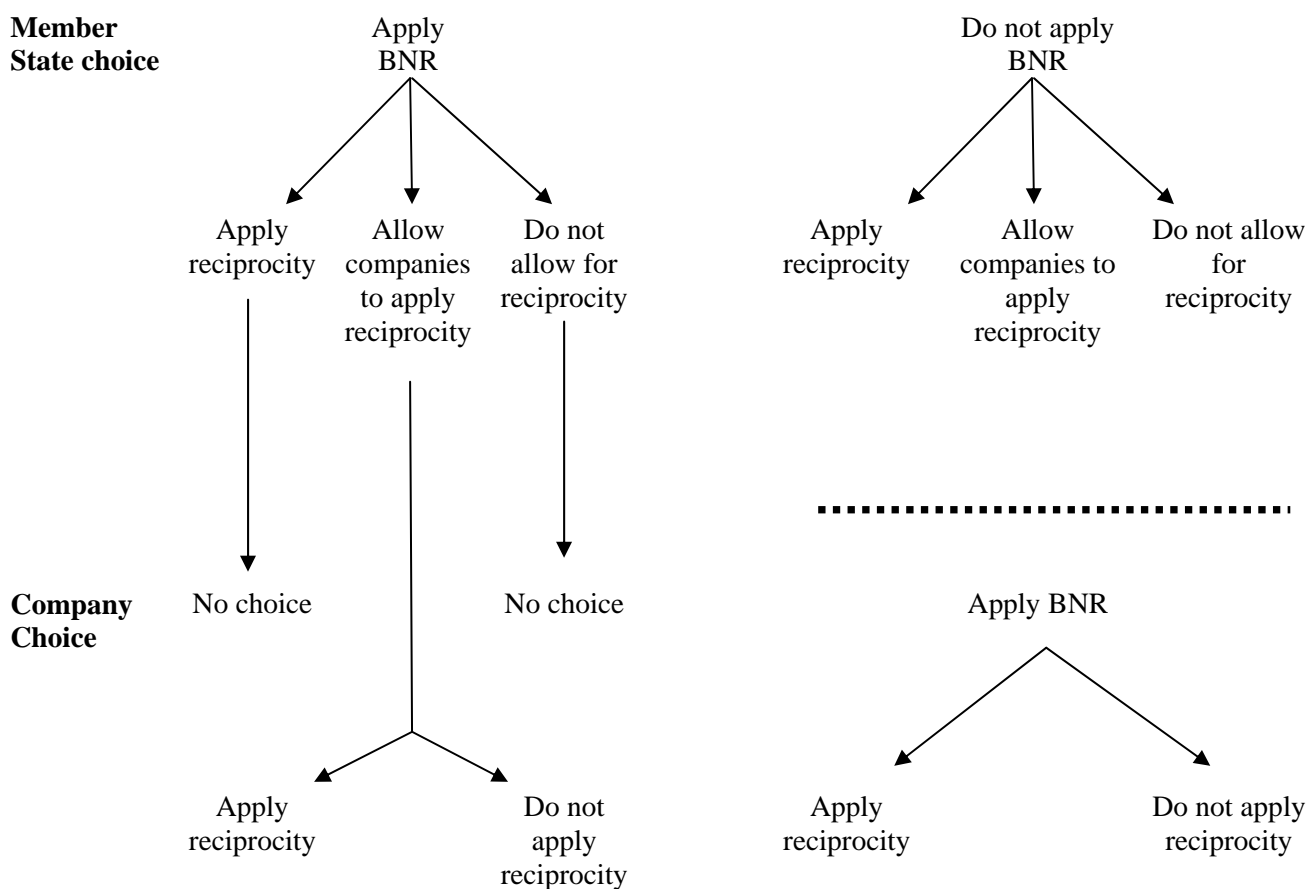 Member
State choice
Apply
BNR
Do not apply
BNR
Apply
reciprocity
Allow
companies
to apply
reciprocity
Do not
allow for
reciprocity
Apply
reciprocity
Allow
companies to
apply
reciprocity
Do not allow
for
reciprocity
Company
Choice
No choice
No choice
Apply BNR
Apply
reciprocity
Do not
apply
reciprocity
Apply
reciprocity
Do not apply
reciprocity